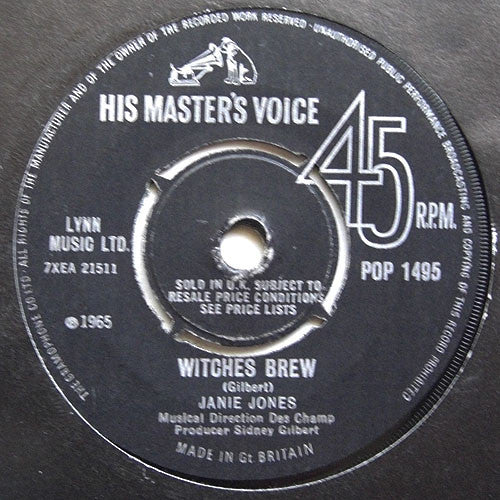 ALL RIGHTS OF THE MANUFACTURER AND OF THE OWNER OF THE RECORDED WORK RESERVED · UNAUTHORISED PUBLIC PERFORMANCE BROADCASTING AND COPYING OF THIS RECORD PROHIBITED
HIS MASTER'S VOICE
45 R.P.M.
LYNN
MUSIC LTD.
7XEA 21511
POP 1495
SOLD IN U.K. SUBJECT TO
RESALE PRICE CONDITIONS
SEE PRICE LISTS
℗1965
WITCHES BREW
(Gilbert)
JANIE JONES
Musical Direction Des Champ
Producer Sidney Gilbert
MADE IN Gt BRITAIN
THE GRAMOPHONE CO LTD ·